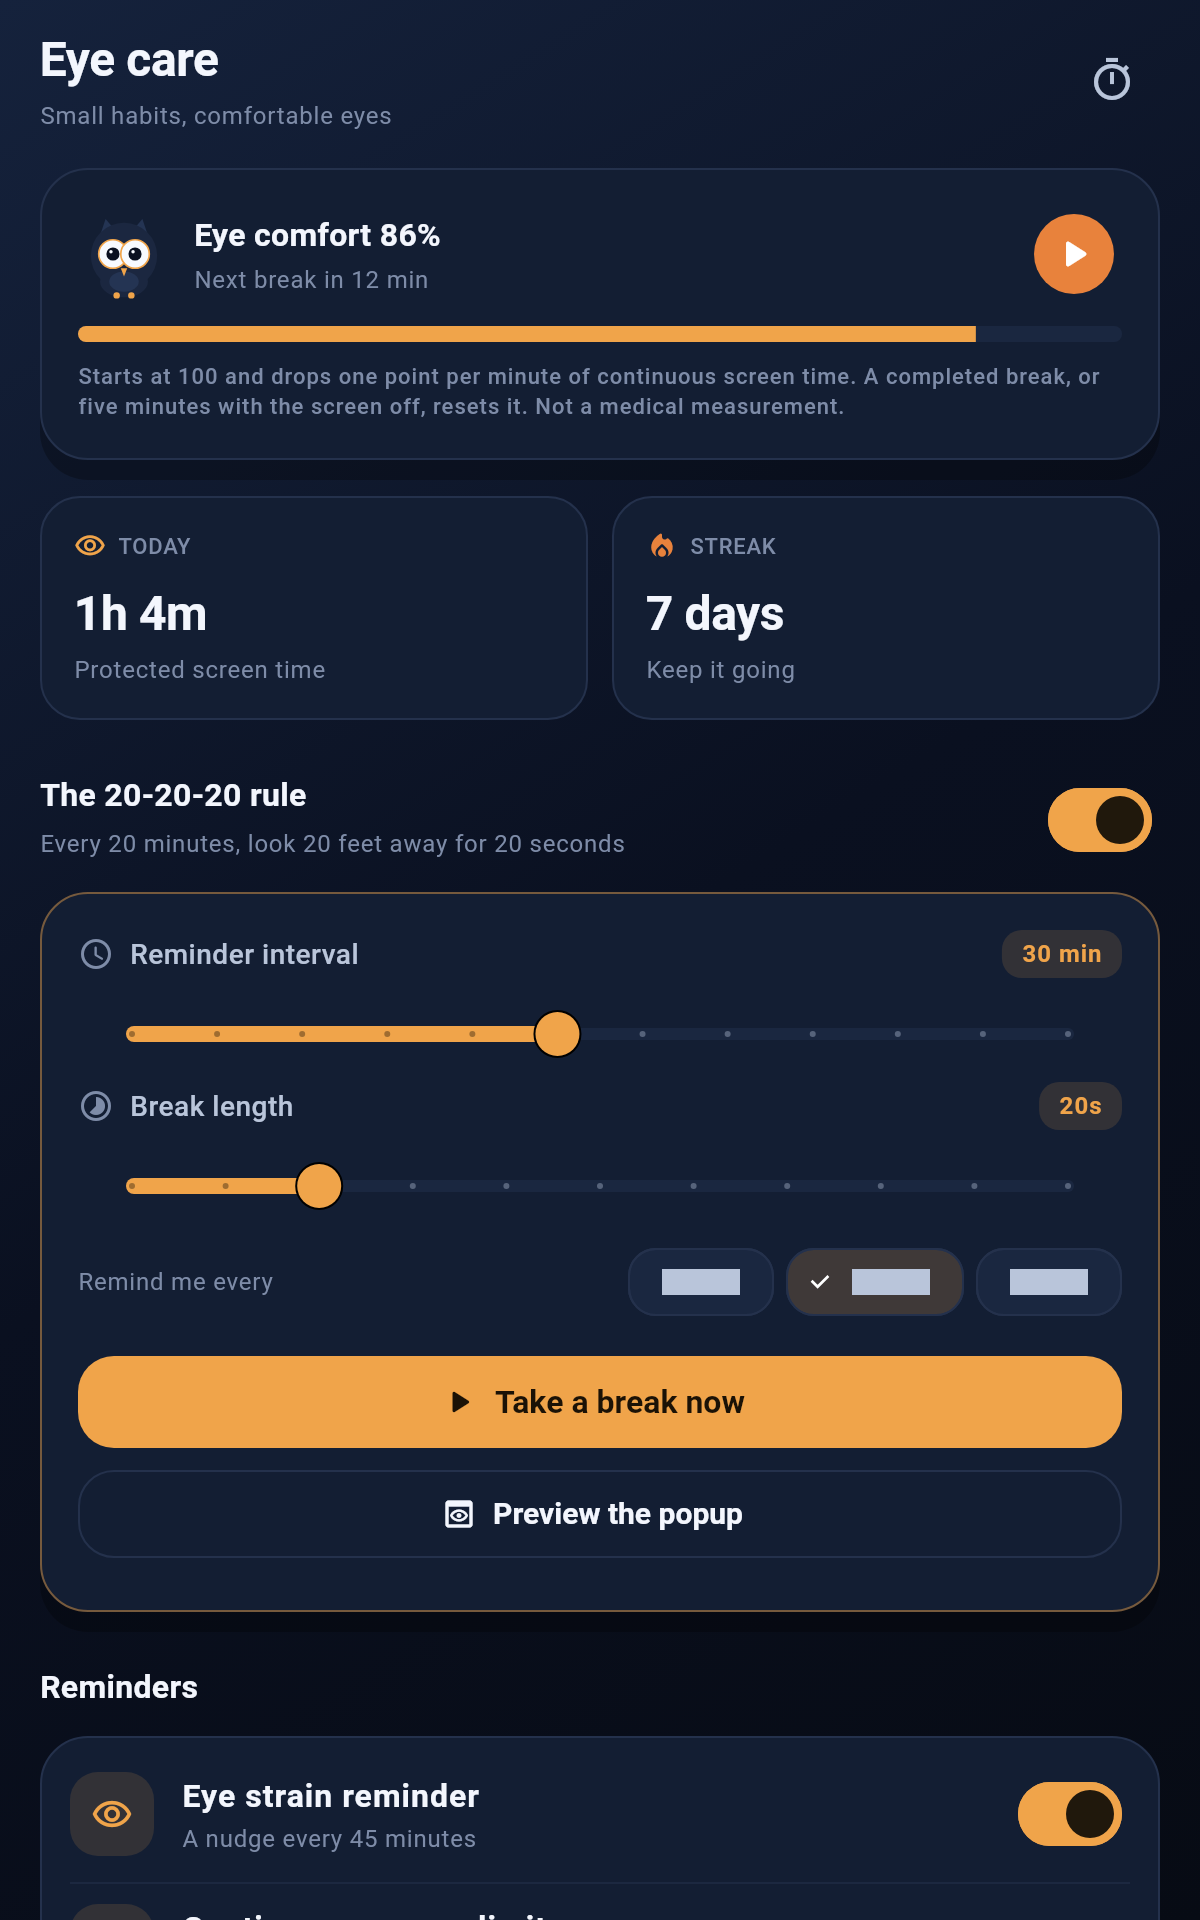 Eye care
Small habits, comfortable eyes
Eye comfort 86%
Next break in 12 min
Starts at 100 and drops one point per minute of continuous screen time. A completed break, or
five minutes with the screen off, resets it. Not a medical measurement.
TODAY
1h 4m
Protected screen time
STREAK
7 days
Keep it going
The 20-20-20 rule
Every 20 minutes, look 20 feet away for 20 seconds
Reminder interval
30 min
Break length
20s
Remind me every
Take a break now
Preview the popup
Reminders
Eye strain reminder
A nudge every 45 minutes